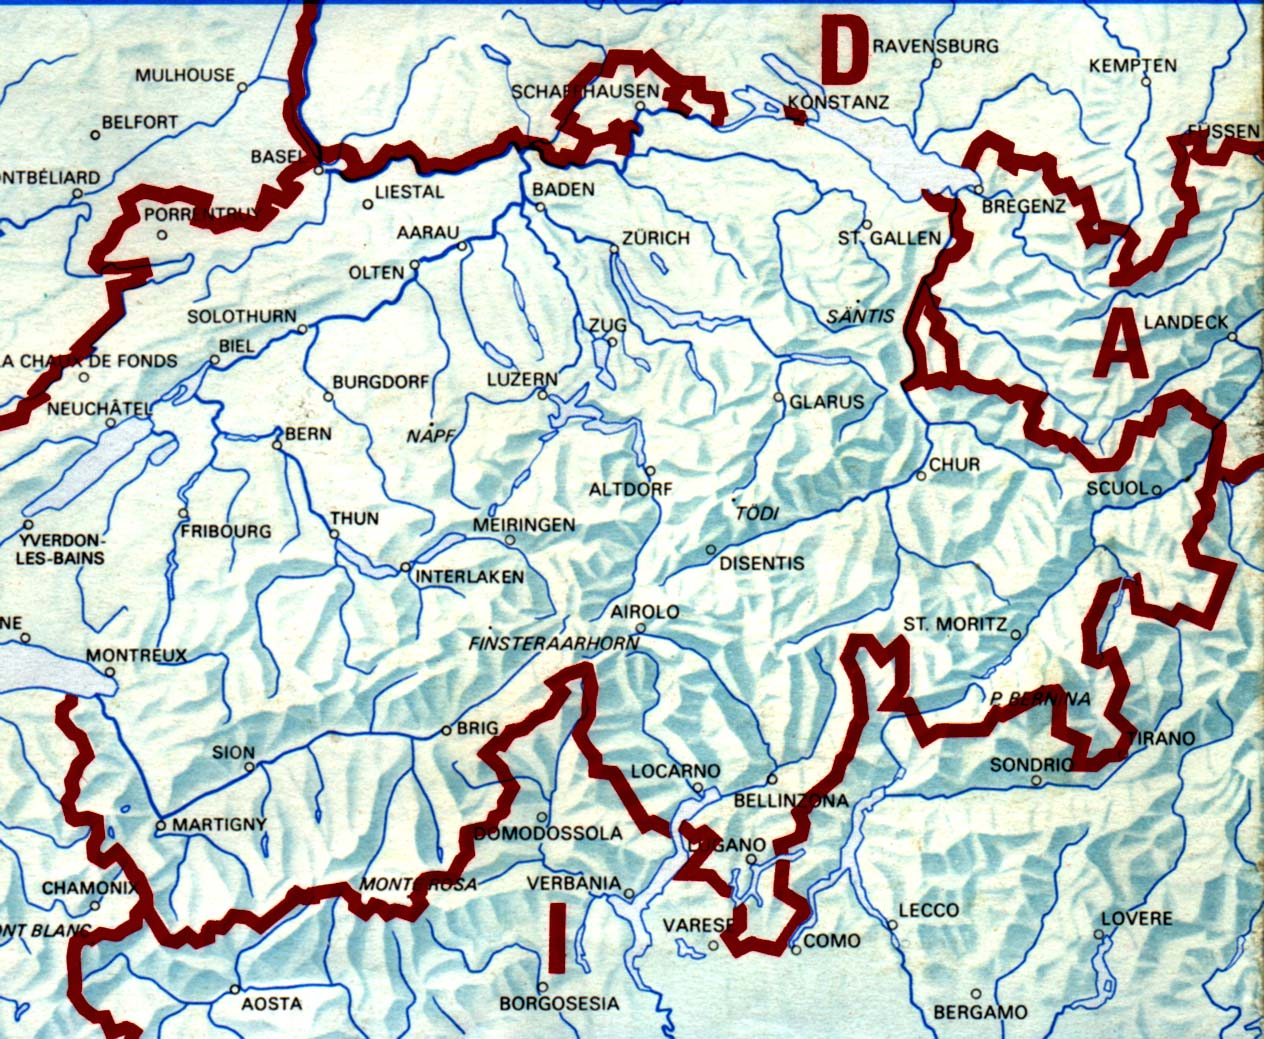 D
RAVENSBURG
KEMPTEN
MULHOUSE
SCHAFFHAUSEN
KONSTANZ
BELFORT
FÜSSEN
BASEL
ONTBÉLIARD
LIESTAL
BADEN
BREGENZ
PORRENTRUY
AARAU
ZÜRICH
ST. GALLEN
OLTEN
SOLOTHURN
SÄNTIS
ZUG
LANDECK
A
BIEL
LA CHAUX DE FONDS
BURGDORF
LUZERN
GLARUS
NEUCHÂTEL
BERN
NAPF
CHUR
ALTDORF
SCUOL
TÖDI
FRIBOURG
THUN
MEIRINGEN
YVERDON-
LES-BAINS
INTERLAKEN
DISENTIS
AIROLO
NE
ST. MORITZ
FINSTERAARHORN
MONTREUX
P. BERNINA
BRIG
TIRANO
SION
LOCARNO
SONDRIO
BELLINZONA
MARTIGNY
DOMODOSSOLA
LUGANO
CHAMONIX
MONTE ROSA
VERBANIA
ONT BLANC
I
VARESE
LECCO
LOVERE
COMO
AOSTA
BORGOSESIA
BERGAMO